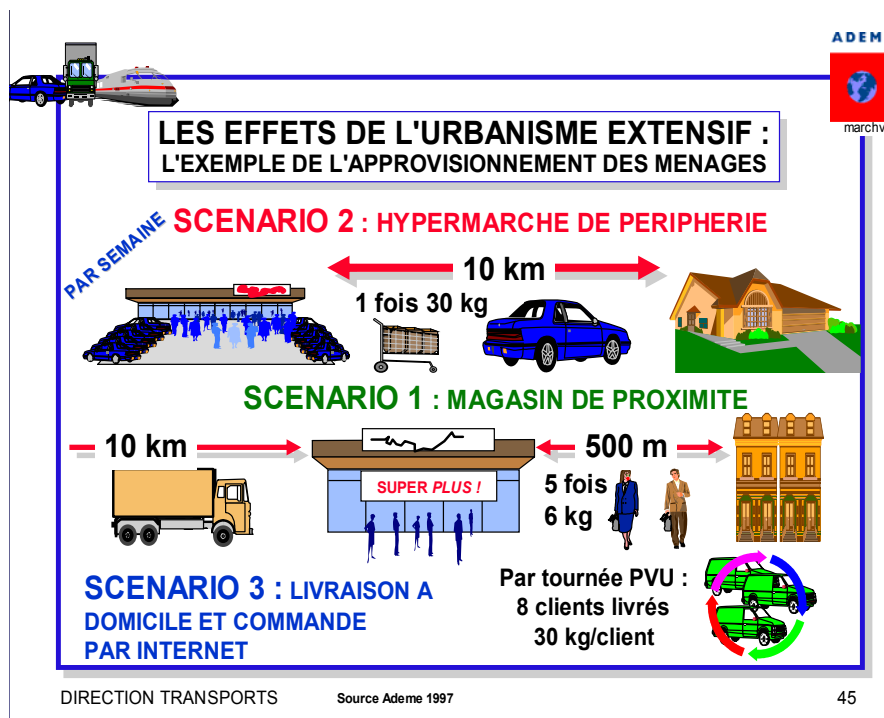 ADEM
marchv
LES EFFETS DE L'URBANISME EXTENSIF :
L'EXEMPLE DE L'APPROVISIONNEMENT DES MENAGES
PAR SEMAINE
SCENARIO 2 : HYPERMARCHE DE PERIPHERIE
10 km
1 fois 30 kg
SCENARIO 1 : MAGASIN DE PROXIMITE
10 km
500 m
SUPER PLUS !
5 fois
6 kg
SCENARIO 3 : LIVRAISON A
DOMICILE ET COMMANDE
PAR INTERNET
Par tournée PVU :
8 clients livrés
30 kg/client
DIRECTION TRANSPORTS
Source Ademe 1997
45